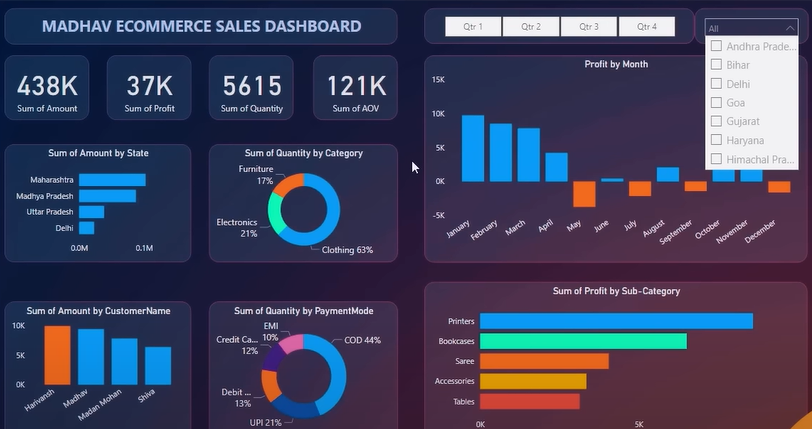 MADHAV ECOMMERCE SALES DASHBOARD
Qtr 1
Qtr 2
Qtr 3
Qtr 4
All
Andhra Prade...
Bihar
Delhi
Goa
Gujarat
Haryana
Himachal Pra...
438K
Sum of Amount
37K
Sum of Profit
5615
Sum of Quantity
121K
Sum of AOV
Profit by Month
15K
10K
5K
0K
-5K
January
February
March
April
May
June
July
August
September
October
November
December
Sum of Amount by State
Maharashtra
Madhya Pradesh
Uttar Pradesh
Delhi
0.0M
0.1M
Sum of Quantity by Category
Furniture
17%
Electronics
21%
Clothing 63%
Sum of Amount by CustomerName
10K
5K
0K
Harivansh
Madhav
Madan Mohan
Shiva
Sum of Quantity by PaymentMode
EMI
10%
Credit Ca...
12%
Debit ...
13%
UPI 21%
COD 44%
Sum of Profit by Sub-Category
Printers
Bookcases
Saree
Accessories
Tables
0K
5K